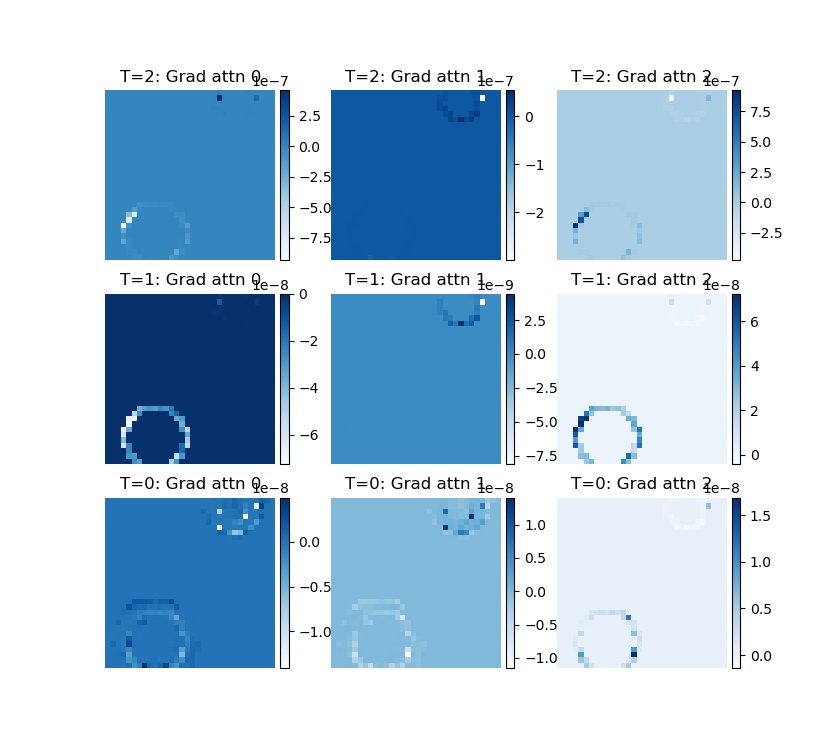 T=2: Grad attn 0
1e−7
2.5
0.0
−2.5
−5.0
−7.5
T=2: Grad attn 1
1e−7
0
−1
−2
T=2: Grad attn 2
1e−7
7.5
5.0
2.5
0.0
−2.5
T=1: Grad attn 0
1e−8
0
−2
−4
−6
T=1: Grad attn 1
1e−9
2.5
0.0
−2.5
−5.0
−7.5
T=1: Grad attn 2
1e−8
6
4
2
0
T=0: Grad attn 0
1e−8
0.0
−0.5
−1.0
T=0: Grad attn 1
1e−8
1.0
0.5
0.0
−0.5
−1.0
T=0: Grad attn 2
1e−8
1.5
1.0
0.5
0.0